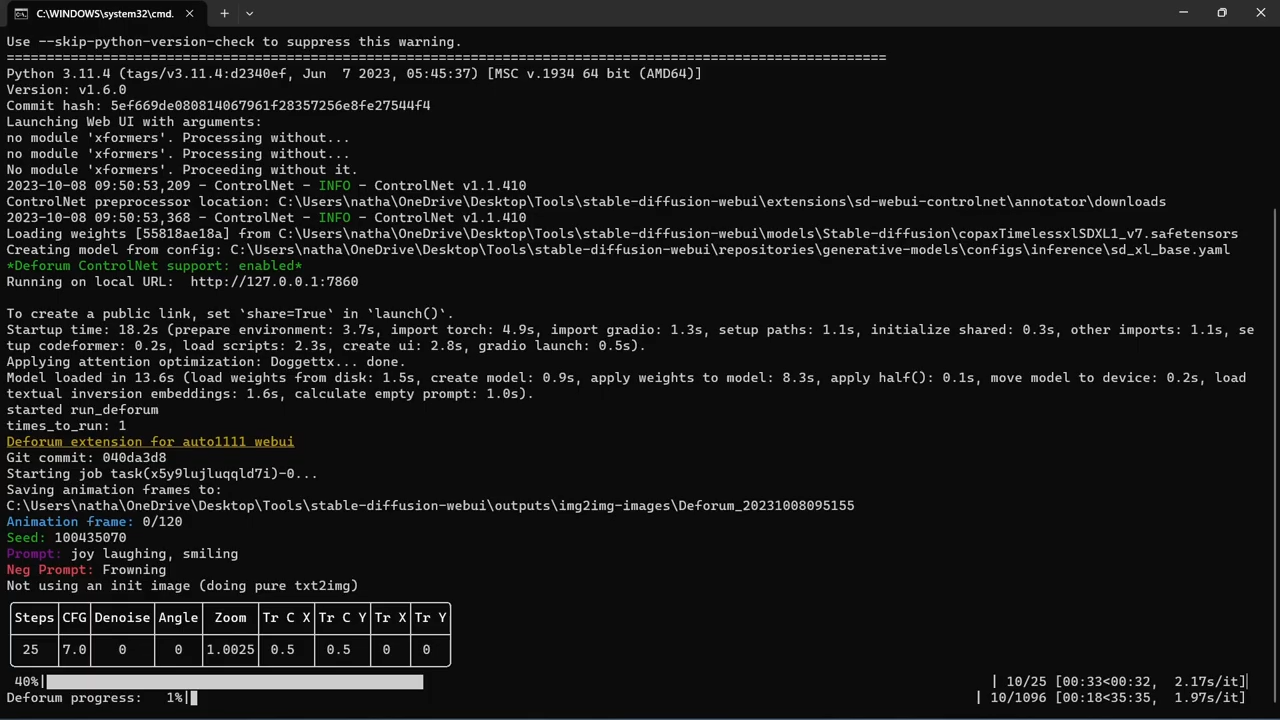 C:\WINDOWS\system32\cmd.
Use --skip-python-version-check to suppress this warning.
==============================================================================================================
Python 3.11.4 (tags/v3.11.4:d2340ef, Jun  7 2023, 05:45:37) [MSC v.1934 64 bit (AMD64)]
Version: v1.6.0
Commit hash: 5ef669de080814067961f28357256e8fe27544f4
Launching Web UI with arguments:
no module 'xformers'. Processing without...
no module 'xformers'. Processing without...
No module 'xformers'. Proceeding without it.
2023-10-08 09:50:53,209 - ControlNet - INFO - ControlNet v1.1.410
ControlNet preprocessor location: C:\Users\natha\OneDrive\Desktop\Tools\stable-diffusion-webui\extensions\sd-webui-controlnet\annotator\downloads
2023-10-08 09:50:53,368 - ControlNet - INFO - ControlNet v1.1.410
Loading weights [55818ae18a] from C:\Users\natha\OneDrive\Desktop\Tools\stable-diffusion-webui\models\Stable-diffusion\copaxTimelessxlSDXL1_v7.safetensors
Creating model from config: C:\Users\natha\OneDrive\Desktop\Tools\stable-diffusion-webui\repositories\generative-models\configs\inference\sd_xl_base.yaml
*Deforum ControlNet support: enabled*
Running on local URL:  http://127.0.0.1:7860
To create a public link, set `share=True` in `launch()`.
Startup time: 18.2s (prepare environment: 3.7s, import torch: 4.9s, import gradio: 1.3s, setup paths: 1.1s, initialize shared: 0.3s, other imports: 1.1s, se
tup codeformer: 0.2s, load scripts: 2.3s, create ui: 2.8s, gradio launch: 0.5s).
Applying attention optimization: Doggettx... done.
Model loaded in 13.6s (load weights from disk: 1.5s, create model: 0.9s, apply weights to model: 8.3s, apply half(): 0.1s, move model to device: 0.2s, load
textual inversion embeddings: 1.6s, calculate empty prompt: 1.0s).
started run_deforum
times_to_run: 1
Deforum extension for auto1111 webui
Git commit: 040da3d8
Starting job task(x5y9lujluqqld7i)-0...
Saving animation frames to:
C:\Users\natha\OneDrive\Desktop\Tools\stable-diffusion-webui\outputs\img2img-images\Deforum_20231008095155
Animation frame: 0/120
Seed: 100435070
Prompt: joy laughing, smiling
Neg Prompt: Frowning
Not using an init image (doing pure txt2img)
Steps CFG Denoise Angle Zoom Tr C X Tr C Y Tr X Tr Y
25 7.0 0 0 1.0025 0.5 0.5 0 0
40%| | 10/25 [00:33<00:32,  2.17s/it]
Deforum progress:   1%| | 10/1096 [00:18<35:35,  1.97s/it]